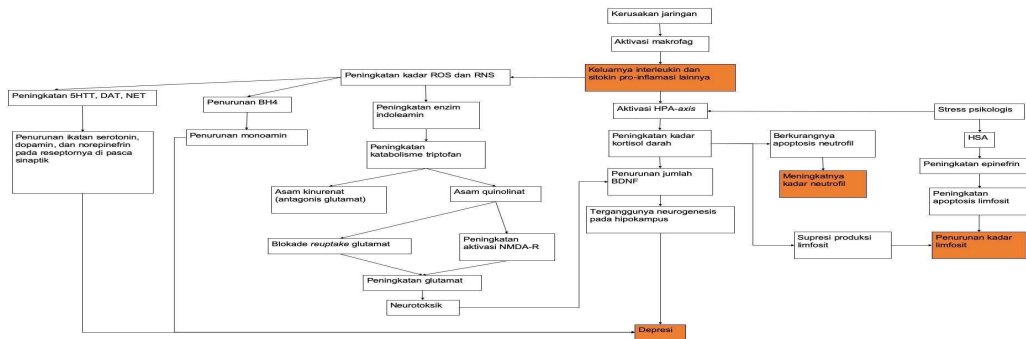 Kerusakan jaringan
Aktivasi makrofag
Keluarnya interleukin dan
sitokin pro-inflamasi lainnya
Peningkatan kadar ROS dan RNS
Peningkatan 5HTT, DAT, NET
Penurunan BH4
Peningkatan enzim
indoleamin
Aktivasi HPA-axis
Stress psikologis
Penurunan ikatan serotonin,
dopamin, dan norepinefrin
pada reseptornya di pasca
sinaptik
Penurunan monoamin
Peningkatan
katabolisme triptofan
Peningkatan kadar
kortisol darah
Berkurangnya
apoptosis neutrofil
HSA
Peningkatan epinefrin
Asam kinurenat
(antagonis glutamat)
Asam quinolinat
Penurunan jumlah
BDNF
Meningkatnya
kadar neutrofil
Peningkatan
apoptosis limfosit
Terganggunya neurogenesis
pada hipokampus
Blokade reuptake glutamat
Peningkatan
aktivasi NMDA-R
Supresi produksi
limfosit
Penurunan kadar
limfosit
Peningkatan glutamat
Neurotoksik
Depresi